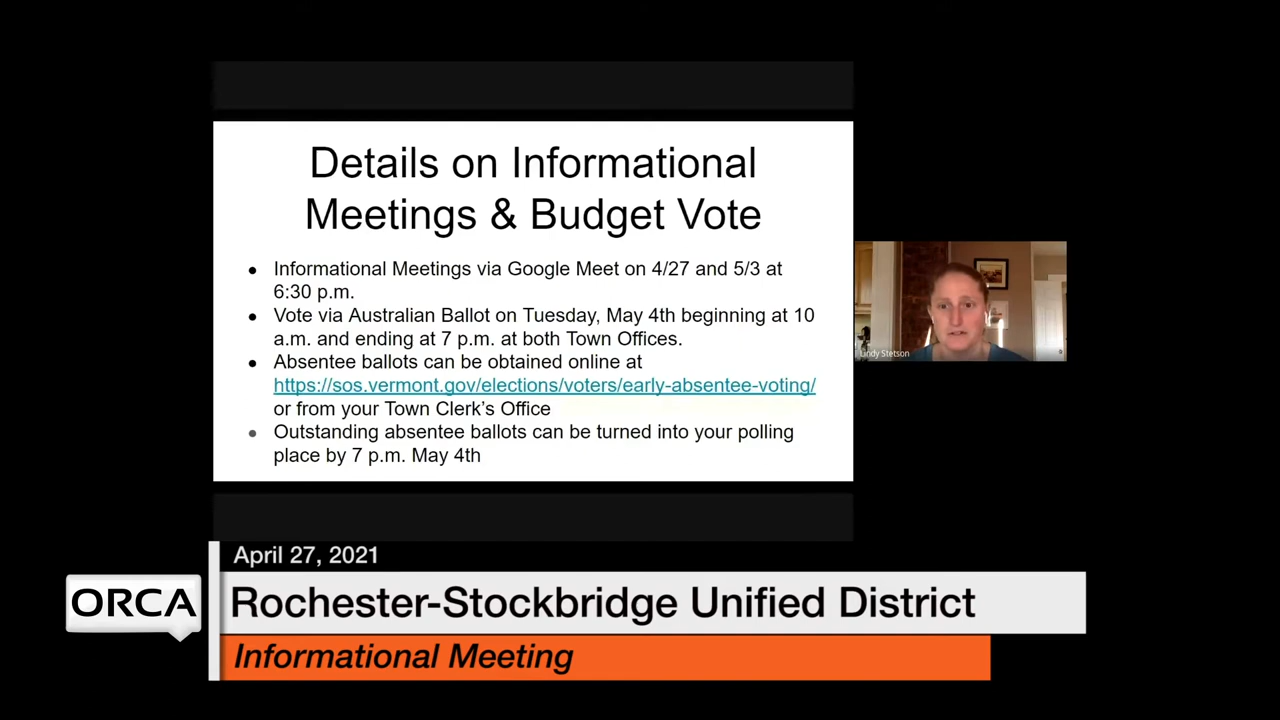 Details on Informational
Meetings & Budget Vote
● Informational Meetings via Google Meet on 4/27 and 5/3 at
6:30 p.m.
● Vote via Australian Ballot on Tuesday, May 4th beginning at 10
a.m. and ending at 7 p.m. at both Town Offices.
● Absentee ballots can be obtained online at
https://sos.vermont.gov/elections/voters/early-absentee-voting/
or from your Town Clerk’s Office
● Outstanding absentee ballots can be turned into your polling
place by 7 p.m. May 4th
Lindy Stetson
April 27, 2021
ORCA
Rochester-Stockbridge Unified District
Informational Meeting